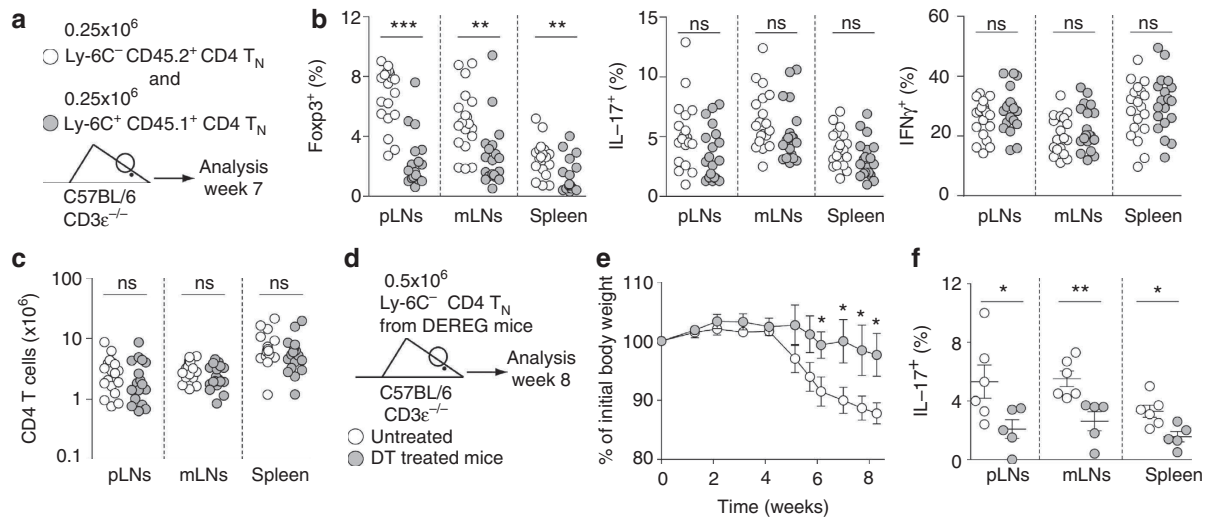 a
0.25x10⁶
Ly-6C⁻ CD45.2⁺ CD4 T_N
and
0.25x10⁶
Ly-6C⁺ CD45.1⁺ CD4 T_N
Analysis
week 7
C57BL/6
CD3ε⁻/⁻
b
Foxp3⁺ (%)
12
9
6
4
0
***
**
**
pLNs
mLNs
Spleen
IL–17⁺ (%)
15
10
5
0
ns
ns
ns
pLNs
mLNs
Spleen
IFNγ⁺ (%)
60
40
20
0
ns
ns
ns
pLNs
mLNs
Spleen
c
CD4 T cells (x10⁶)
100
10
1
0.1
ns
ns
ns
pLNs
mLNs
Spleen
d
0.5x10⁶
Ly-6C⁻ CD4 T_N
from DEREG mice
Analysis
week 8
C57BL/6
CD3ε⁻/⁻
Untreated
DT treated mice
e
% of initial body weight
110
100
90
80
* * * *
0 2 4 6 8
Time (weeks)
f
IL-17⁺ (%)
12
8
4
0
*
**
*
pLNs
mLNs
Spleen